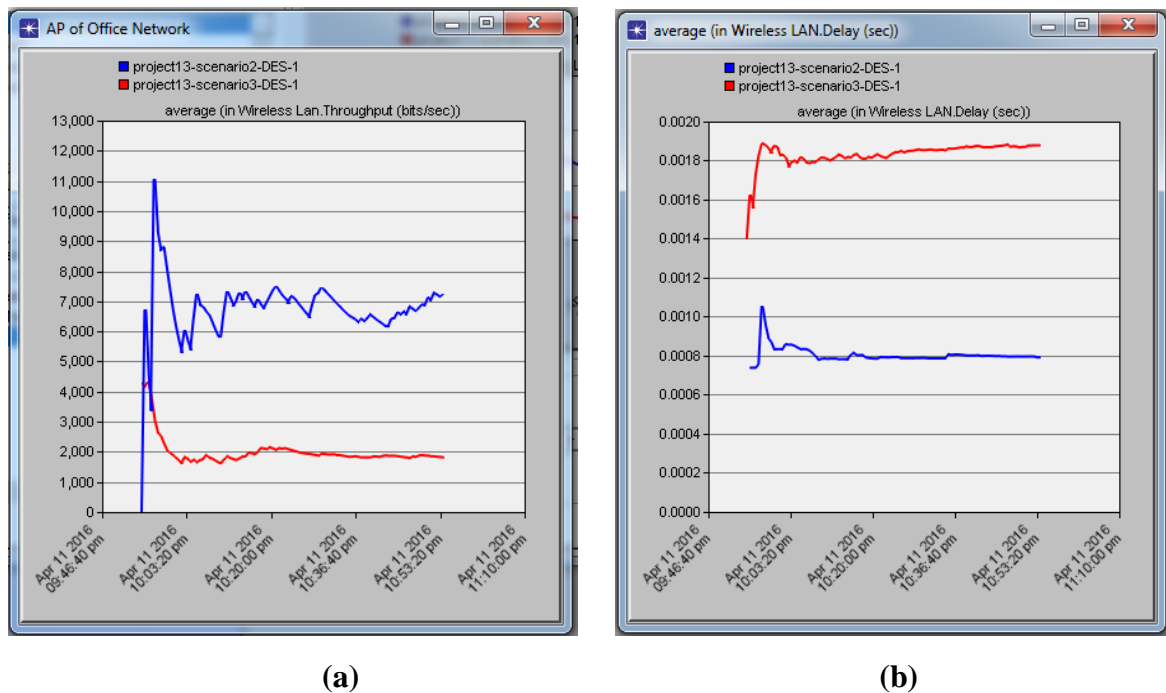 AP of Office Network
project13-scenario2-DES-1
project13-scenario3-DES-1
average (in Wireless Lan.Throughput (bits/sec))
13,000
12,000
11,000
10,000
9,000
8,000
7,000
6,000
5,000
4,000
3,000
2,000
1,000
0
Apr 11 2016
09:46:40 pm
Apr 11 2016
10:03:20 pm
Apr 11 2016
10:20:00 pm
Apr 11 2016
10:36:40 pm
Apr 11 2016
10:53:20 pm
Apr 11 2016
11:10:00 pm
(a)
average (in Wireless LAN.Delay (sec))
project13-scenario2-DES-1
project13-scenario3-DES-1
average (in Wireless LAN.Delay (sec))
0.0020
0.0018
0.0016
0.0014
0.0012
0.0010
0.0008
0.0006
0.0004
0.0002
0.0000
Apr 11 2016
09:46:40 pm
Apr 11 2016
10:03:20 pm
Apr 11 2016
10:20:00 pm
Apr 11 2016
10:36:40 pm
Apr 11 2016
10:53:20 pm
Apr 11 2016
11:10:00 pm
(b)